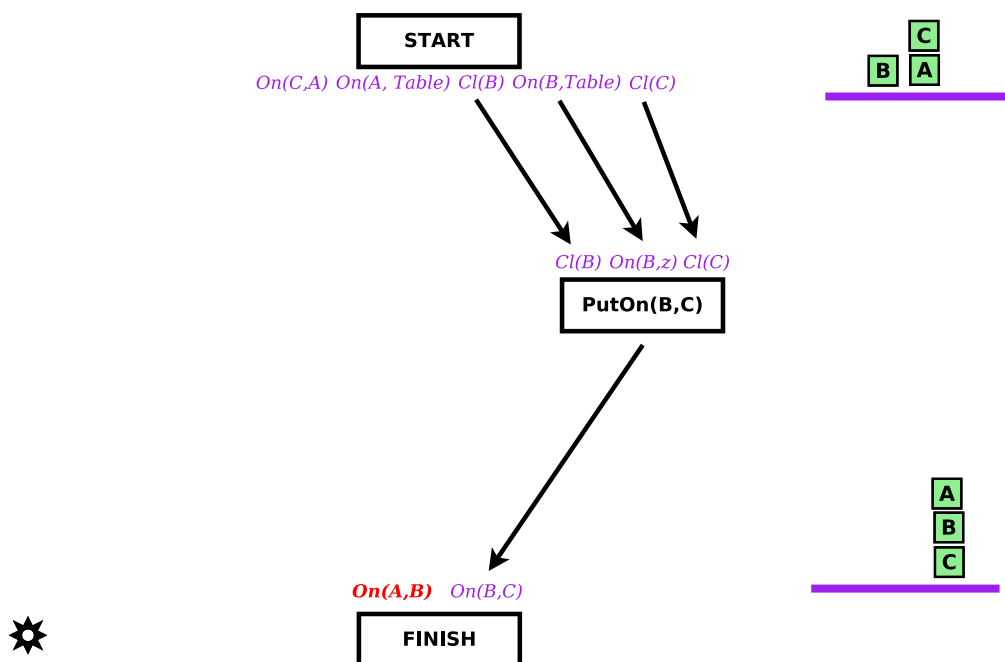 START
On(C,A) On(A, Table) Cl(B) On(B,Table) Cl(C)
C
B A
Cl(B) On(B,z) Cl(C)
PutOn(B,C)
A
B
C
On(A,B) On(B,C)
FINISH